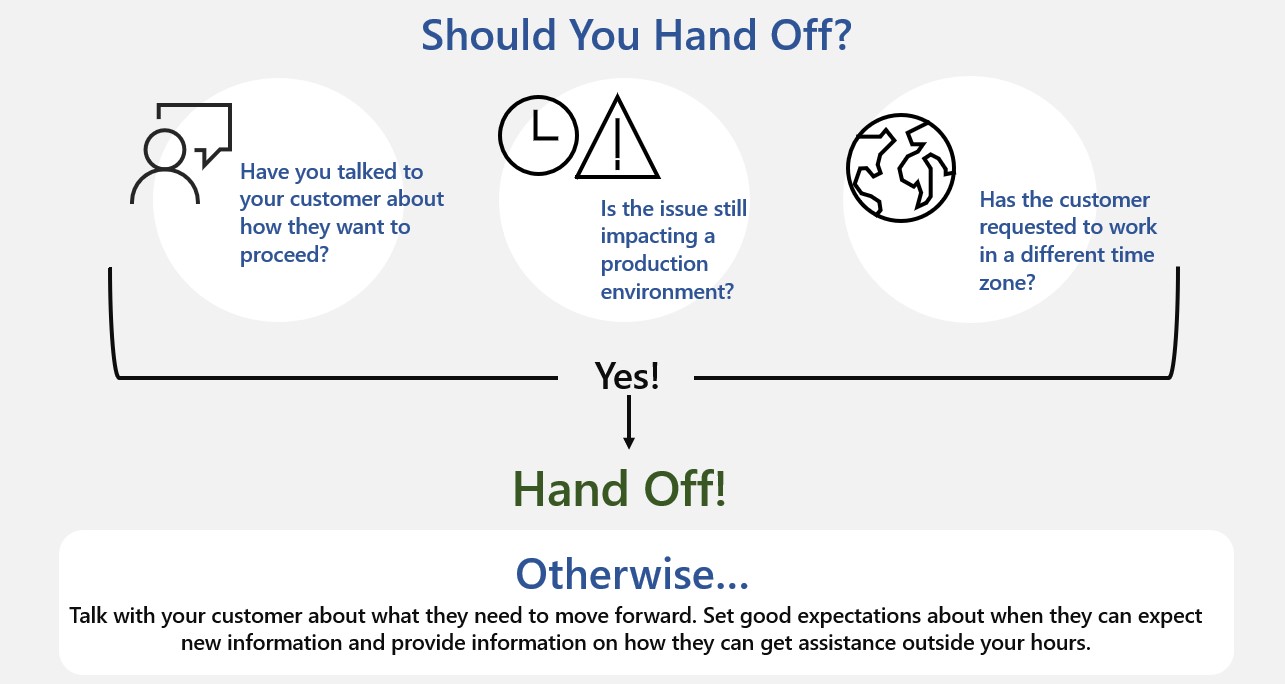 Should You Hand Off?
Have you talked to
your customer about
how they want to
proceed?
Is the issue still
impacting a
production
environment?
Has the customer
requested to work
in a different time
zone?
Yes!
Hand Off!
Otherwise...
Talk with your customer about what they need to move forward. Set good expectations about when they can expect
new information and provide information on how they can get assistance outside your hours.